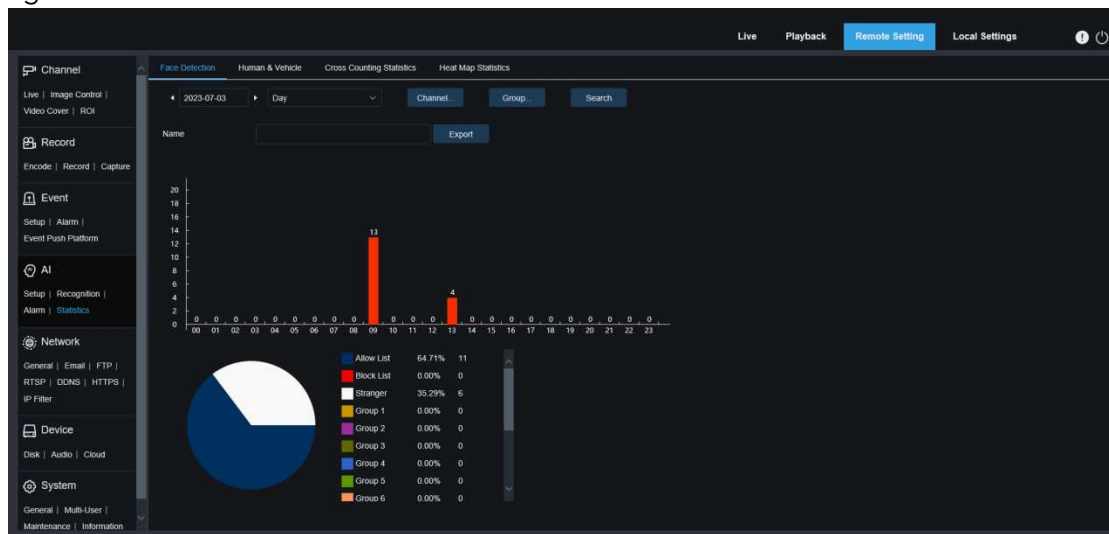 Live Playback Remote Setting Local Settings
Channel
Live | Image Control |
Video Cover | ROI
Record
Encode | Record | Capture
Event
Setup | Alarm |
Event Push Platform
AI
Setup | Recognition |
Alarm | Statistics
Network
General | Email | FTP |
RTSP | DDNS | HTTPS |
IP Filter
Device
Disk | Audio | Cloud
System
General | Multi-User |
Maintenance | Information
Face Detection Human & Vehicle Cross Counting Statistics Heat Map Statistics
2023-07-03 Day Channel... Group... Search
Name Export
20
18
16
14
12
10
8
6
4
2
0
0 0 0 0 0 0 0 0 0 13 0 0 0 4 0 0 0 0 0 0 0 0 0 0
00 01 02 03 04 05 06 07 08 09 10 11 12 13 14 15 16 17 18 19 20 21 22 23
Allow List 64.71% 11
Block List 0.00% 0
Stranger 35.29% 6
Group 1 0.00% 0
Group 2 0.00% 0
Group 3 0.00% 0
Group 4 0.00% 0
Group 5 0.00% 0
Group 6 0.00% 0